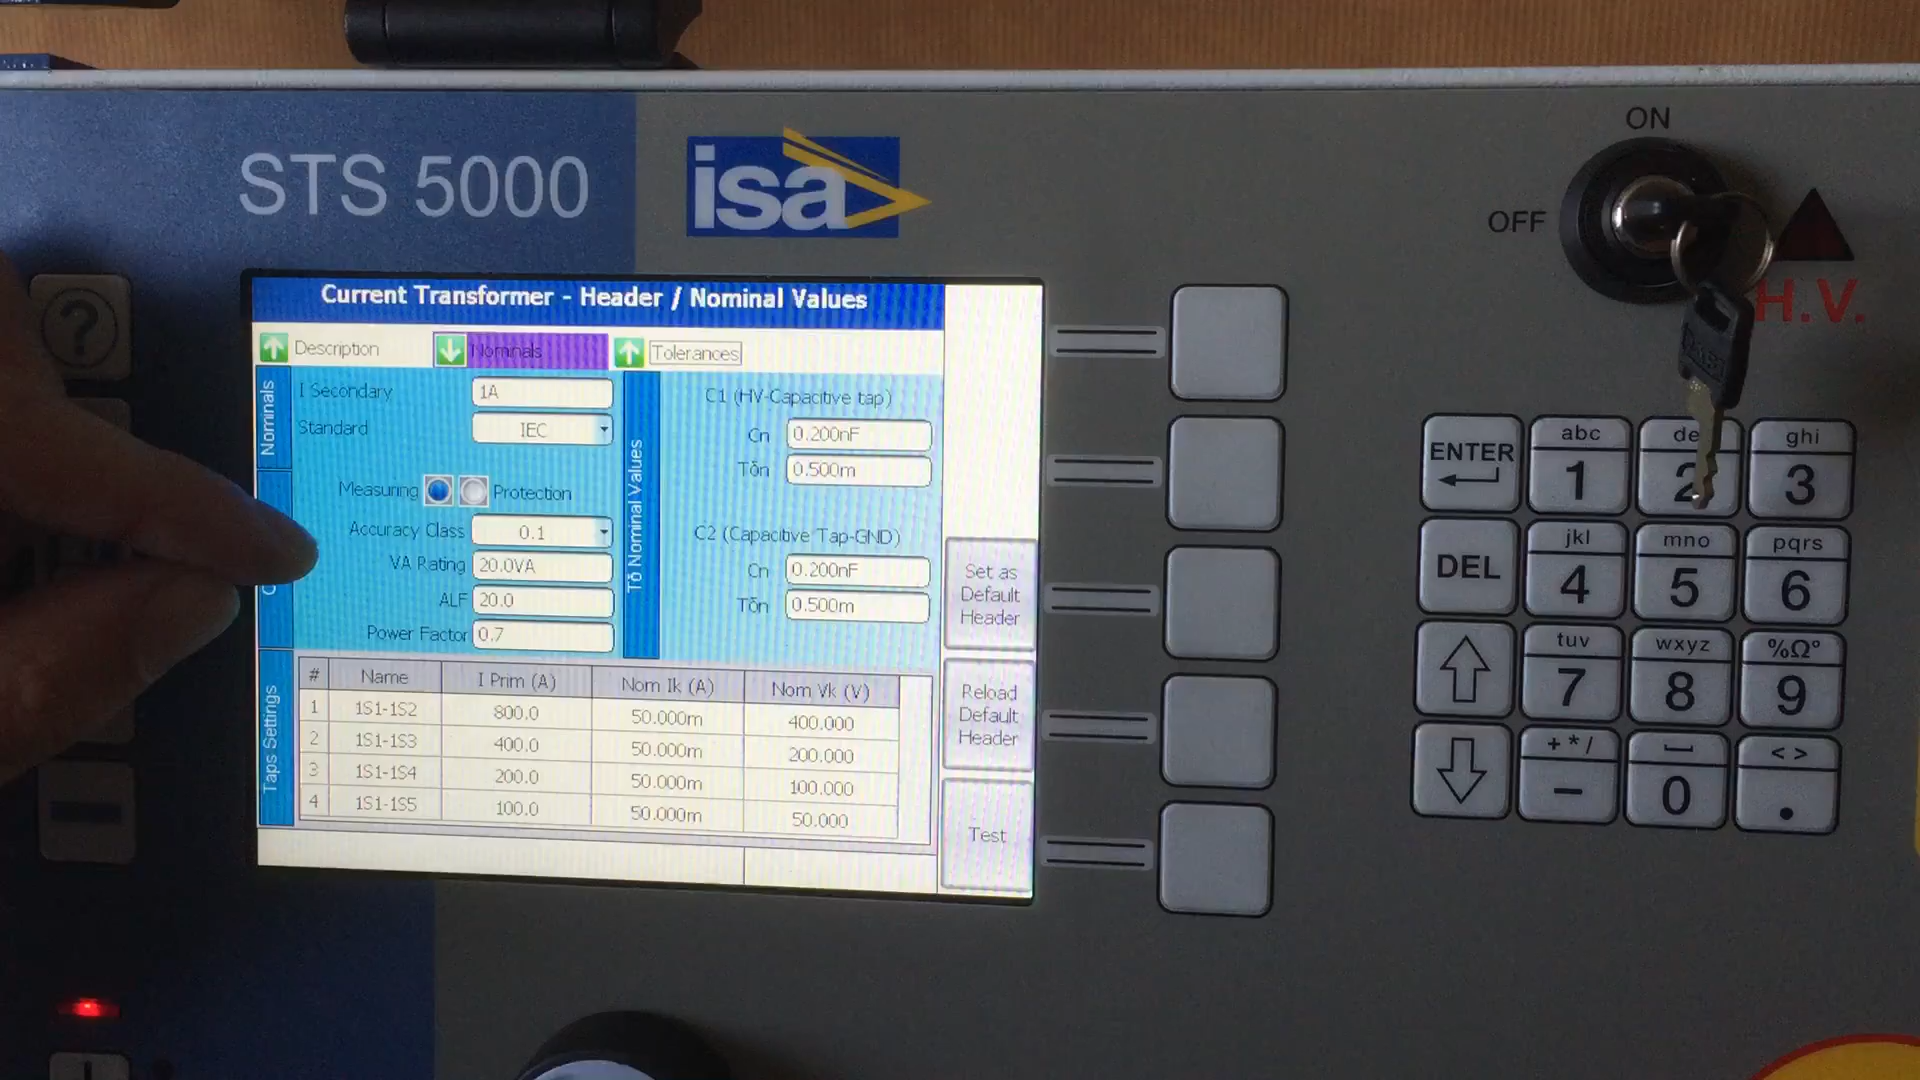 STS 5000
isa
ON
OFF
H.V.
Current Transformer - Header / Nominal Values
Description
Nominals
Tolerances
Nominals
I Secondary 1A
Standard IEC
Measuring Protection
Accuracy Class 0.1
VA Rating 20.0VA
ALF 20.0
Power Factor 0.7
Tδ Nominal Values
C1 (HV-Capacitive tap)
Cn 0.200nF
Tδn 0.500m
C2 (Capacitive Tap-GND)
Cn 0.200nF
Tδn 0.500m
Taps Settings
# Name I Prim (A) Nom Ik (A) Nom Vk (V)
1 1S1-1S2 800.0 50.000m 400.000
2 1S1-1S3 400.0 50.000m 200.000
3 1S1-1S4 200.0 50.000m 100.000
4 1S1-1S5 100.0 50.000m 50.000
Set as
Default
Header
Reload
Default
Header
Test
?
ENTER
abc
1
de
2
ghi
3
DEL
jkl
4
mno
5
pqrs
6
tuv
7
wxyz
8
%Ω°
9
+ * /
-
0
< >
.